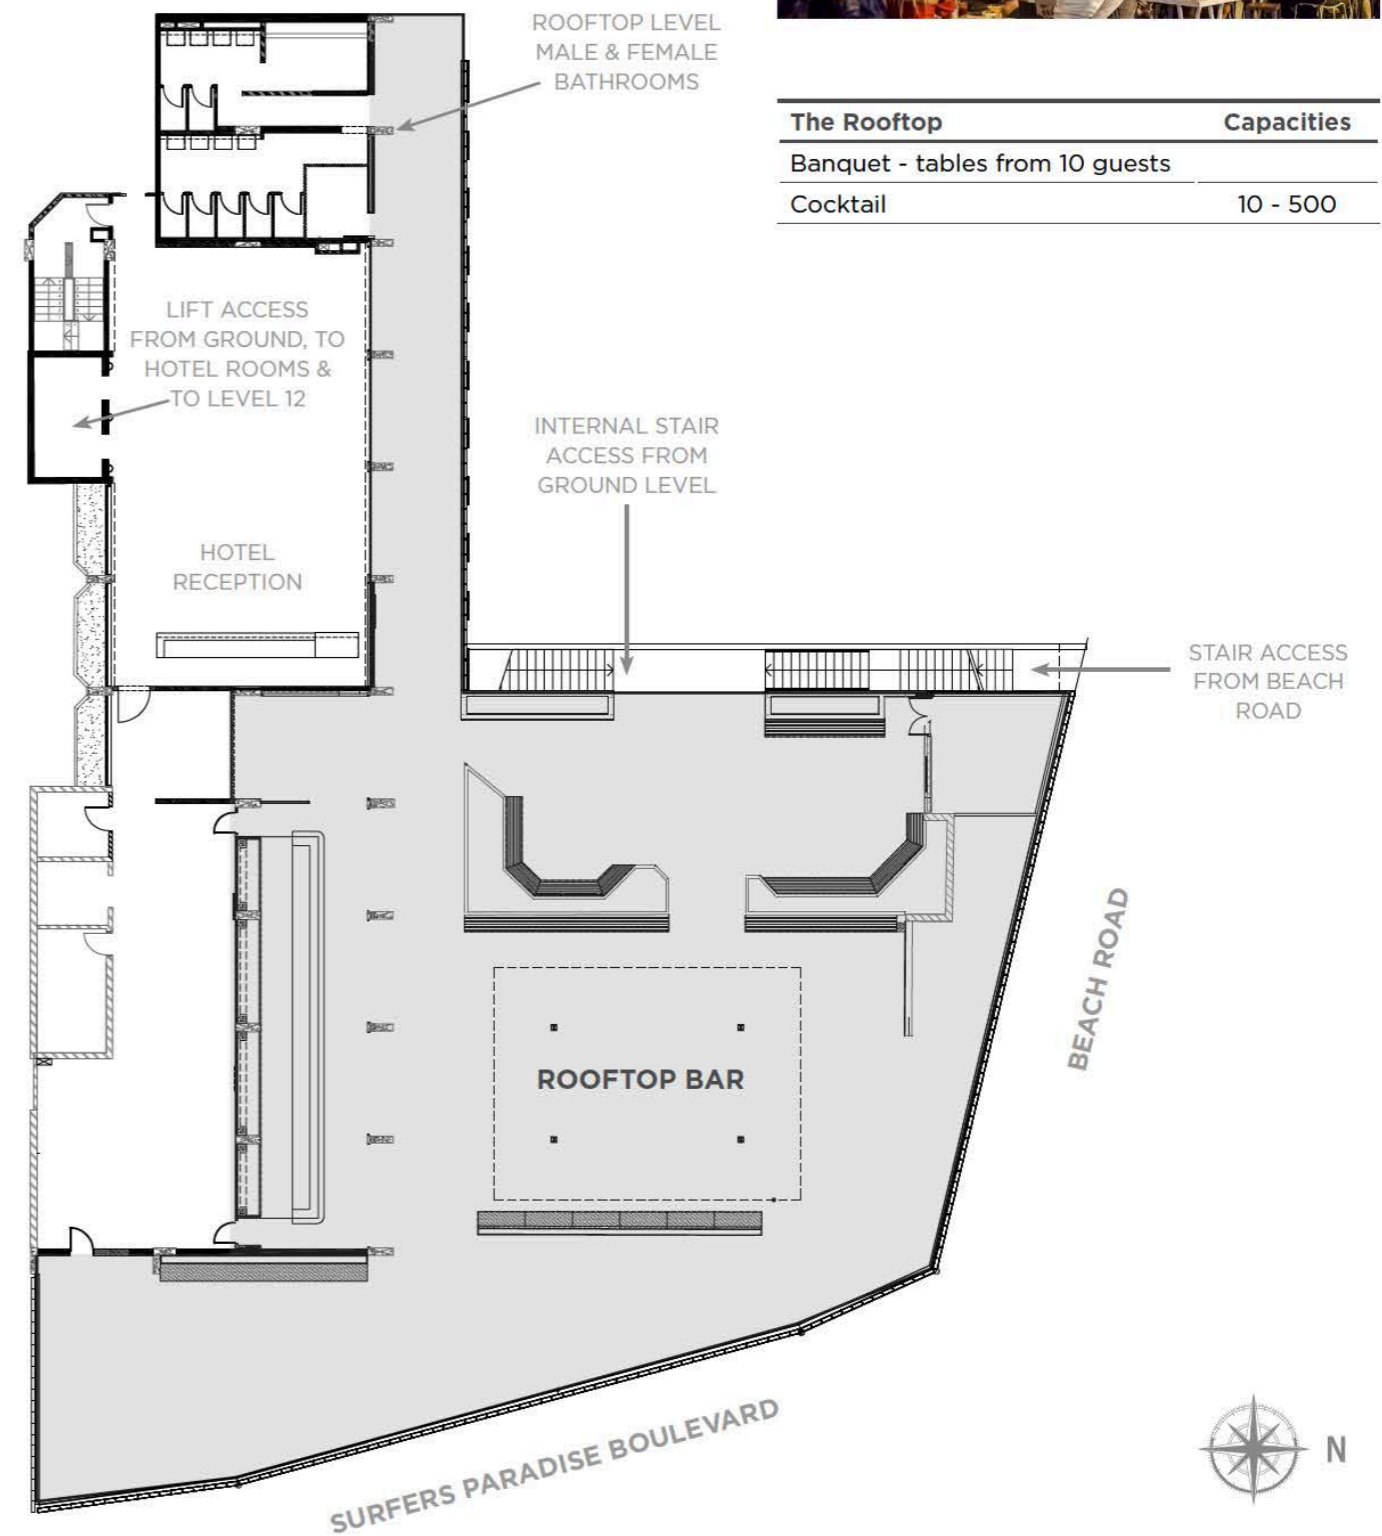 ROOFTOP LEVEL
MALE & FEMALE
BATHROOMS
The Rooftop Capacities
Banquet - tables from 10 guests
Cocktail 10 - 500
LIFT ACCESS
FROM GROUND, TO
HOTEL ROOMS &
TO LEVEL 12
INTERNAL STAIR
ACCESS FROM
GROUND LEVEL
HOTEL
RECEPTION
STAIR ACCESS
FROM BEACH
ROAD
BEACH ROAD
ROOFTOP BAR
SURFERS PARADISE BOULEVARD
N